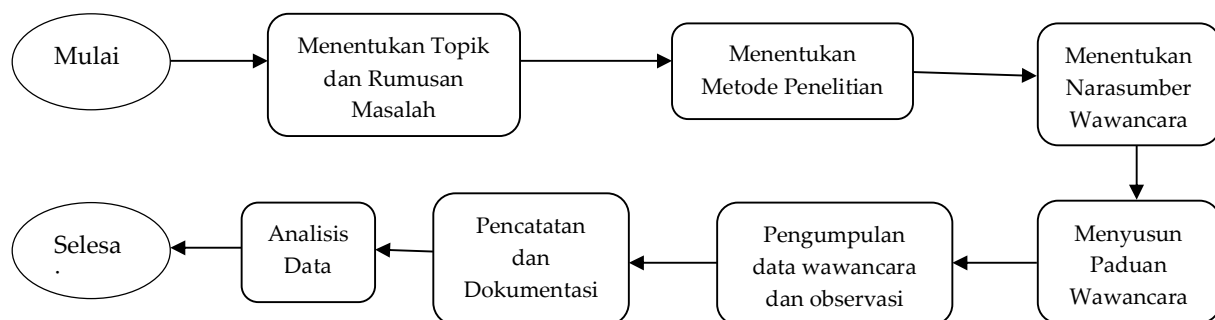 Mulai
Menentukan Topik
dan Rumusan
Masalah
Menentukan
Metode Penelitian
Menentukan
Narasumber
Wawancara
Menyusun
Paduan
Wawancara
Pengumpulan
data wawancara
dan observasi
Pencatatan
dan
Dokumentasi
Analisis
Data
Selesa